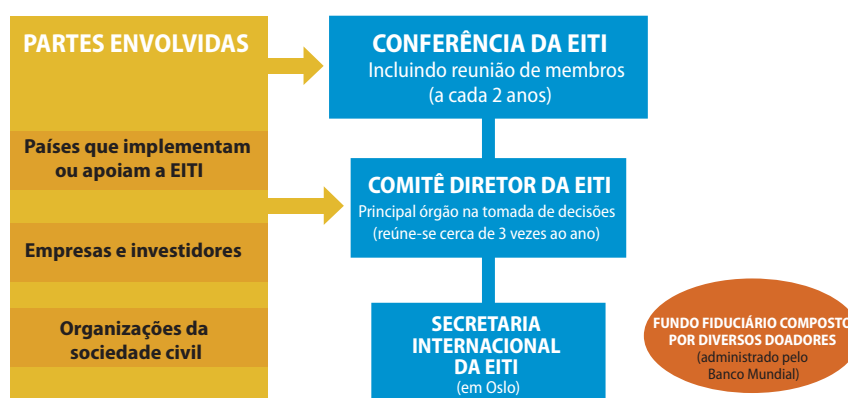 PARTES ENVOLVIDAS
Países que implementam
ou apoiam a EITI
Empresas e investidores
Organizações da
sociedade civil
CONFERÊNCIA DA EITI
Incluindo reunião de membros
(a cada 2 anos)
COMITÊ DIRETOR DA EITI
Principal órgão na tomada de decisões
(reúne-se cerca de 3 vezes ao ano)
SECRETARIA
INTERNACIONAL
DA EITI
(em Oslo)
FUNDO FIDUCIÁRIO COMPOSTO
POR DIVERSOS DOADORES
(administrado pelo
Banco Mundial)